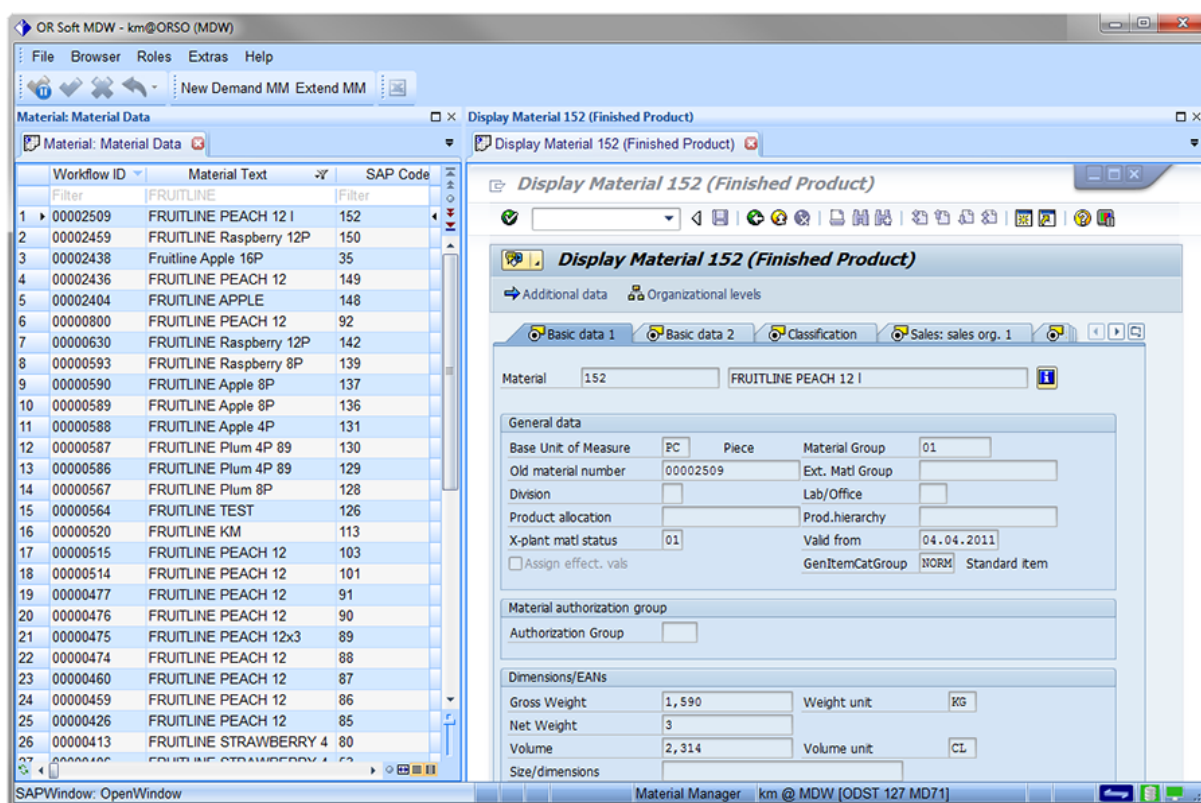 OR Soft MDW - km@ORSO (MDW)
File Browser Roles Extras Help
New Demand MM Extend MM
Material: Material Data
Material: Material Data
Workflow ID Material Text SAP Code
Filter FRUITLINE Filter
1 00002509 FRUITLINE PEACH 12 l 152
2 00002459 FRUITLINE Raspberry 12P 150
3 00002438 Fruitline Apple 16P 35
4 00002436 FRUITLINE PEACH 12 149
5 00002404 FRUITLINE APPLE 148
6 00000800 FRUITLINE PEACH 12 92
7 00000630 FRUITLINE Raspberry 12P 142
8 00000593 FRUITLINE Raspberry 8P 139
9 00000590 FRUITLINE Apple 8P 137
10 00000589 FRUITLINE Apple 8P 136
11 00000588 FRUITLINE Apple 4P 131
12 00000587 FRUITLINE Plum 4P 89 130
13 00000586 FRUITLINE Plum 4P 89 129
14 00000567 FRUITLINE Plum 8P 128
15 00000564 FRUITLINE TEST 126
16 00000520 FRUITLINE KM 113
17 00000515 FRUITLINE PEACH 12 103
18 00000514 FRUITLINE PEACH 12 101
19 00000477 FRUITLINE PEACH 12 91
20 00000476 FRUITLINE PEACH 12 90
21 00000475 FRUITLINE PEACH 12x3 89
22 00000474 FRUITLINE PEACH 12 88
23 00000460 FRUITLINE PEACH 12 87
24 00000459 FRUITLINE PEACH 12 86
25 00000426 FRUITLINE PEACH 12 85
26 00000413 FRUITLINE STRAWBERRY 4 80
Display Material 152 (Finished Product)
Display Material 152 (Finished Product)
Display Material 152 (Finished Product)
Display Material 152 (Finished Product)
Additional data Organizational levels
Basic data 1 Basic data 2 Classification Sales: sales org. 1
Material 152 FRUITLINE PEACH 12 l
General data
Base Unit of Measure PC Piece Material Group 01
Old material number 00002509 Ext. Matl Group
Division Lab/Office
Product allocation Prod.hierarchy
X-plant matl status 01 Valid from 04.04.2011
Assign effect. vals GenItemCatGroup NORM Standard item
Material authorization group
Authorization Group
Dimensions/EANs
Gross Weight 1,590 Weight unit KG
Net Weight 3
Volume 2,314 Volume unit CL
Size/dimensions
SAPWindow: OpenWindow Material Manager km @ MDW [ODST 127 MD71]